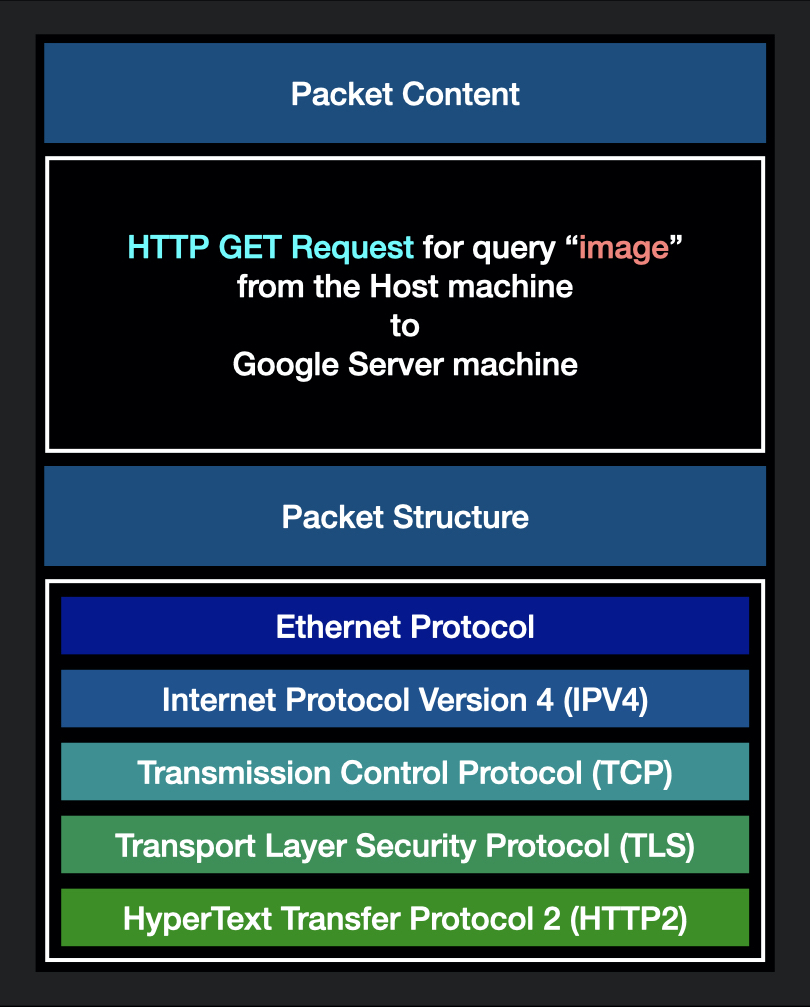 Packet Content
HTTP GET Request for query “image”
from the Host machine
to
Google Server machine
Packet Structure
Ethernet Protocol
Internet Protocol Version 4 (IPV4)
Transmission Control Protocol (TCP)
Transport Layer Security Protocol (TLS)
HyperText Transfer Protocol 2 (HTTP2)